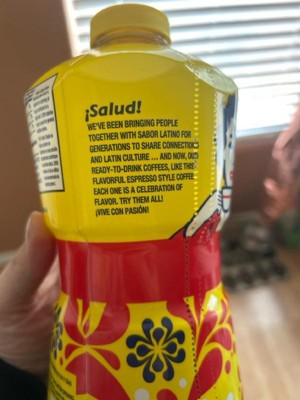 ¡Salud!
WE'VE BEEN BRINGING PEOPLE
TOGETHER WITH SABOR LATINO FOR
GENERATIONS TO SHARE CONNECTIONS
AND LATIN CULTURE ... AND NOW, OUR
READY-TO-DRINK COFFEES, LIKE THIS
FLAVORFUL ESPRESSO STYLE COFFEE.
EACH ONE IS A CELEBRATION OF
FLAVOR. TRY THEM ALL!
¡VIVE CON PASIÓN!